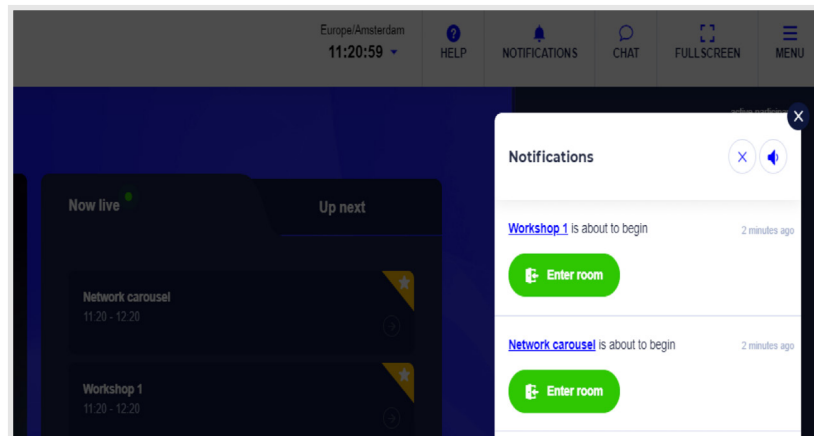 Europe/Amsterdam
11:20:59
HELP
NOTIFICATIONS
CHAT
FULLSCREEN
MENU
X
Notifications
X
Now live
Up next
Workshop 1 is about to begin
2 minutes ago
Enter room
Network carousel
11:20 - 12:20
Network carousel is about to begin
2 minutes ago
Enter room
Workshop 1
11:20 - 12:20